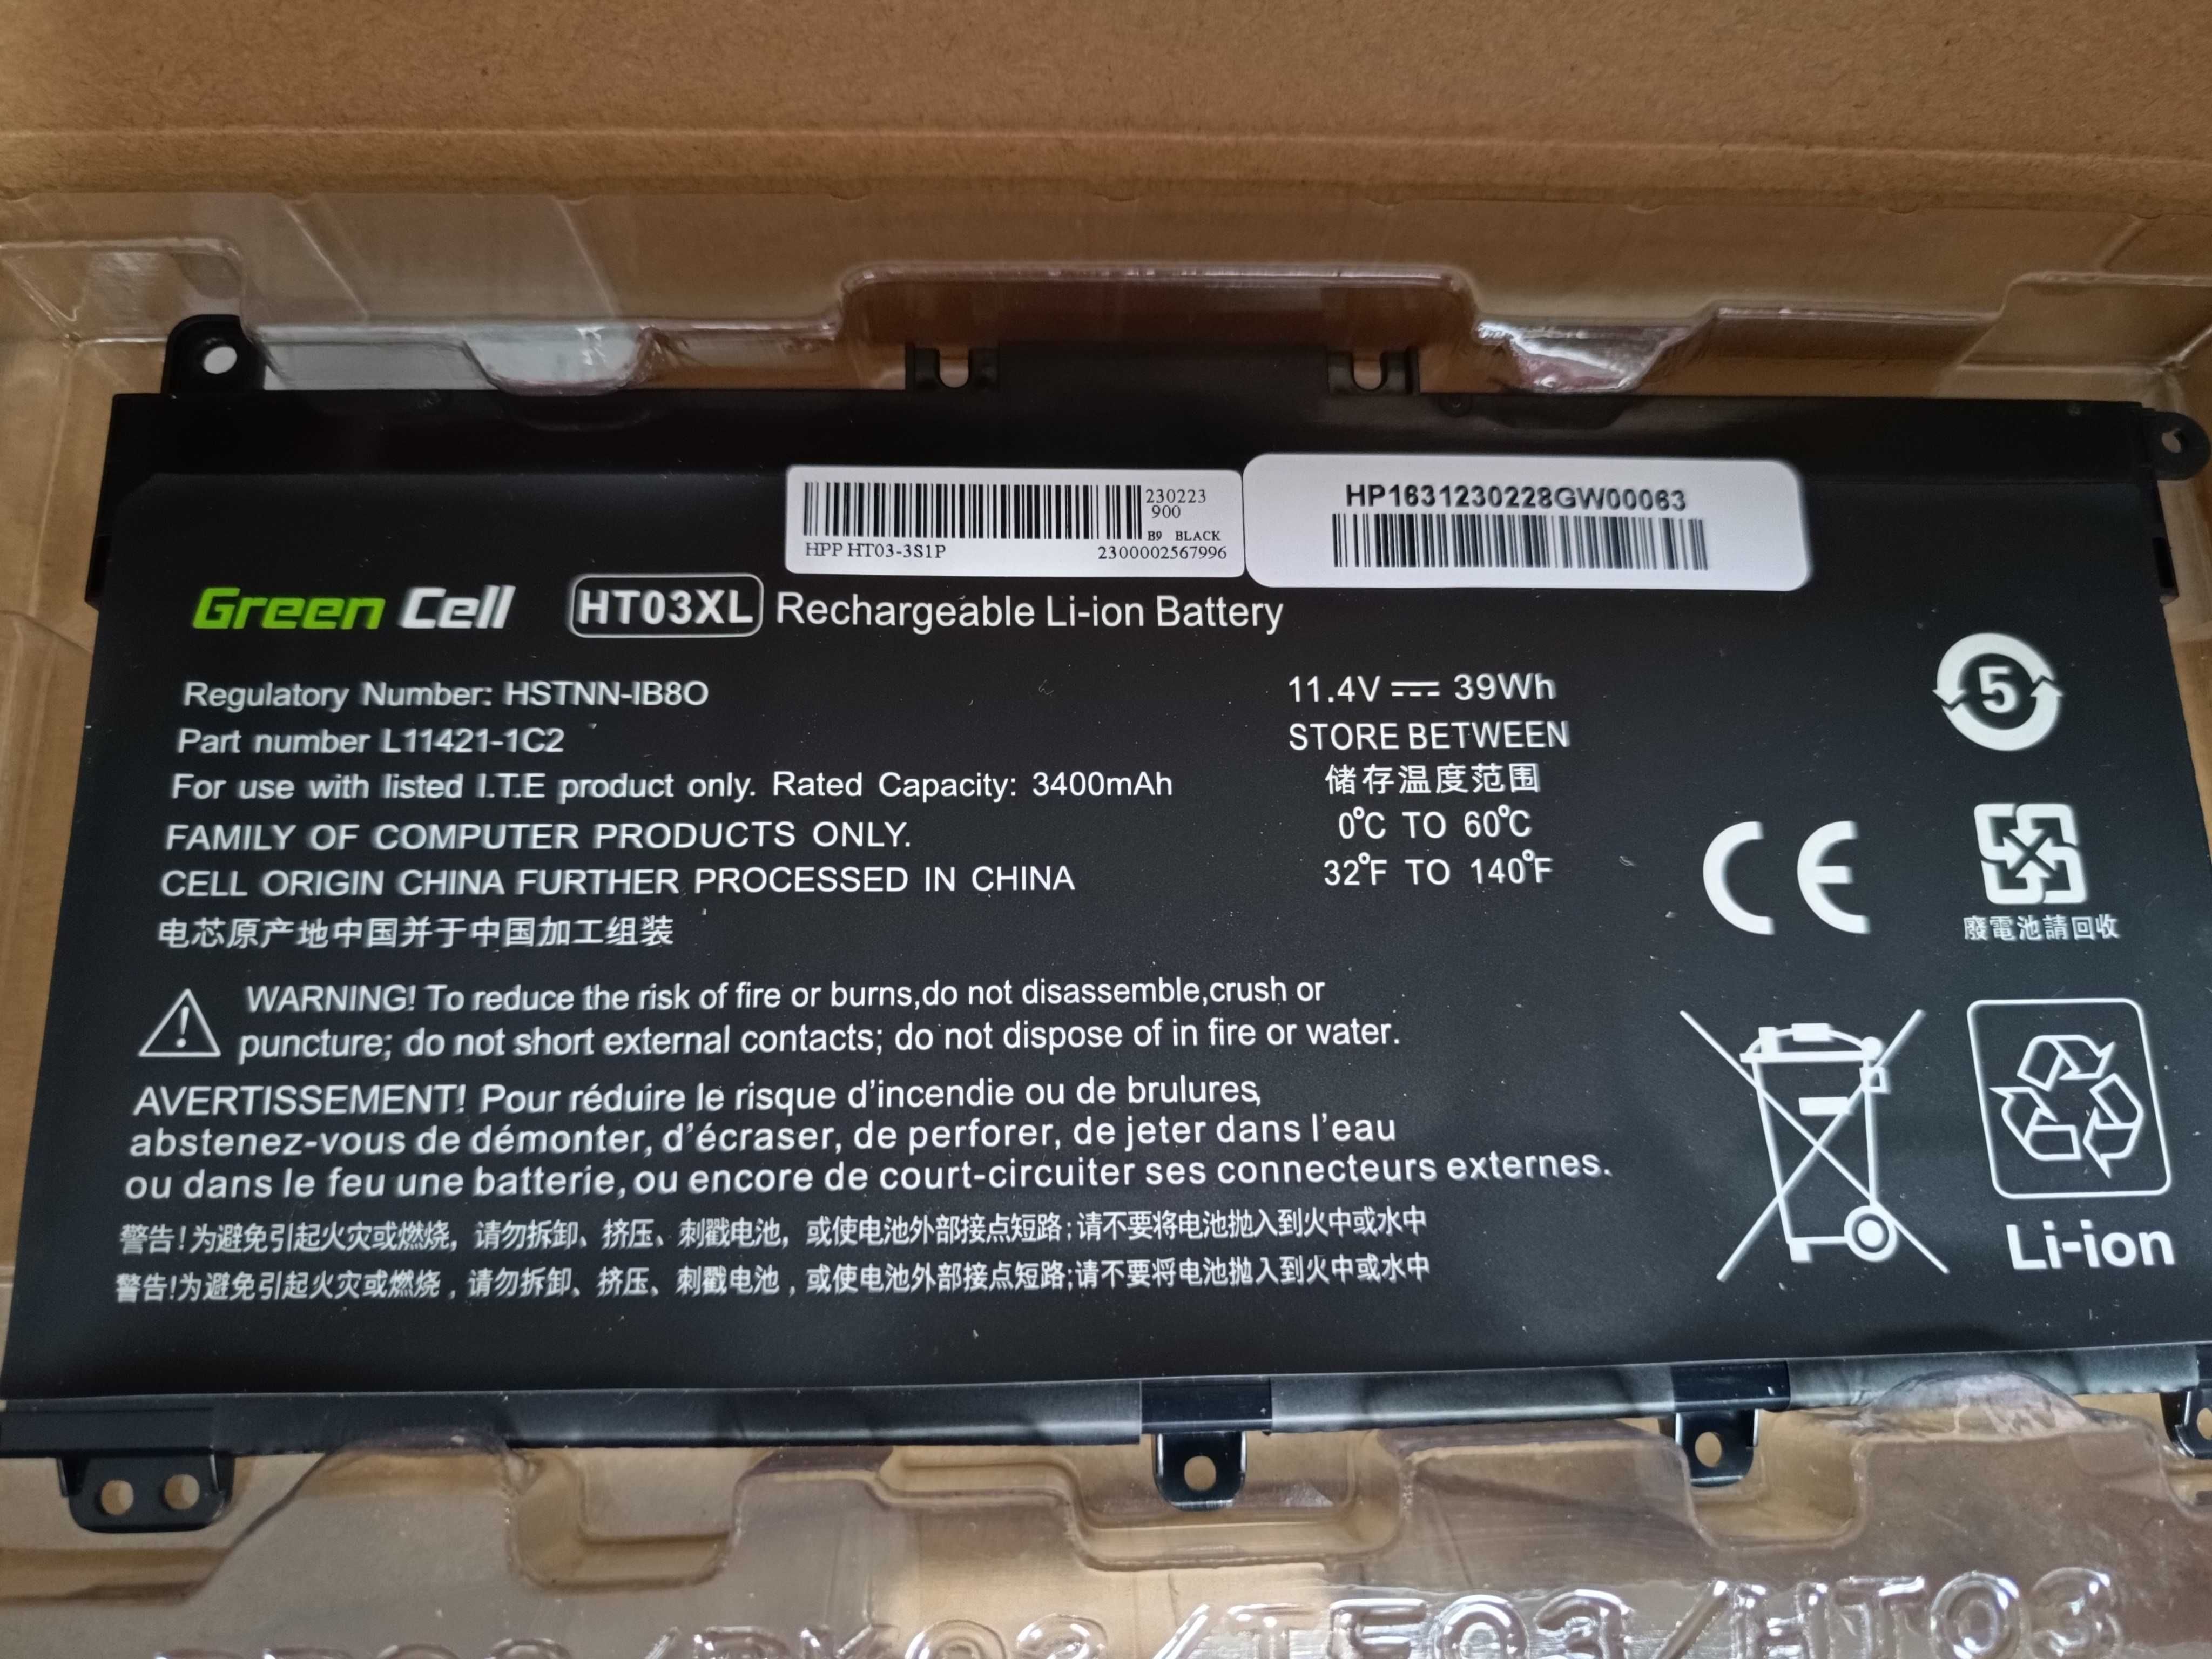 230223
900
B9 BLACK
HPP HT03-3S1P 2300002567996
HP1631230228GW00063
Green Cell HT03XL Rechargeable Li-ion Battery
Regulatory Number: HSTNN-IB8O
Part number L11421-1C2
For use with listed I.T.E product only. Rated Capacity: 3400mAh
FAMILY OF COMPUTER PRODUCTS ONLY.
CELL ORIGIN CHINA FURTHER PROCESSED IN CHINA
电芯原产地中国并于中国加工组装
11.4V 39Wh
STORE BETWEEN
储存温度范围
0°C TO 60°C
32°F TO 140°F
5
CE
廢電池請回收
WARNING! To reduce the risk of fire or burns,do not disassemble,crush or
puncture; do not short external contacts; do not dispose of in fire or water.
AVERTISSEMENT! Pour réduire le risque d'incendie ou de brulures,
abstenez-vous de démonter, d'écraser, de perforer, de jeter dans l'eau
ou dans le feu une batterie, ou encore de court-circuiter ses connecteurs externes.
警告!为避免引起火灾或燃烧，请勿拆卸、挤压、刺戳电池，或使电池外部接点短路;请不要将电池抛入到火中或水中
警告!为避免引起火灾或燃烧，请勿拆卸、挤压、刺戳电池，或使电池外部接点短路;请不要将电池抛入到火中或水中
Li-ion
/TF03/HT03